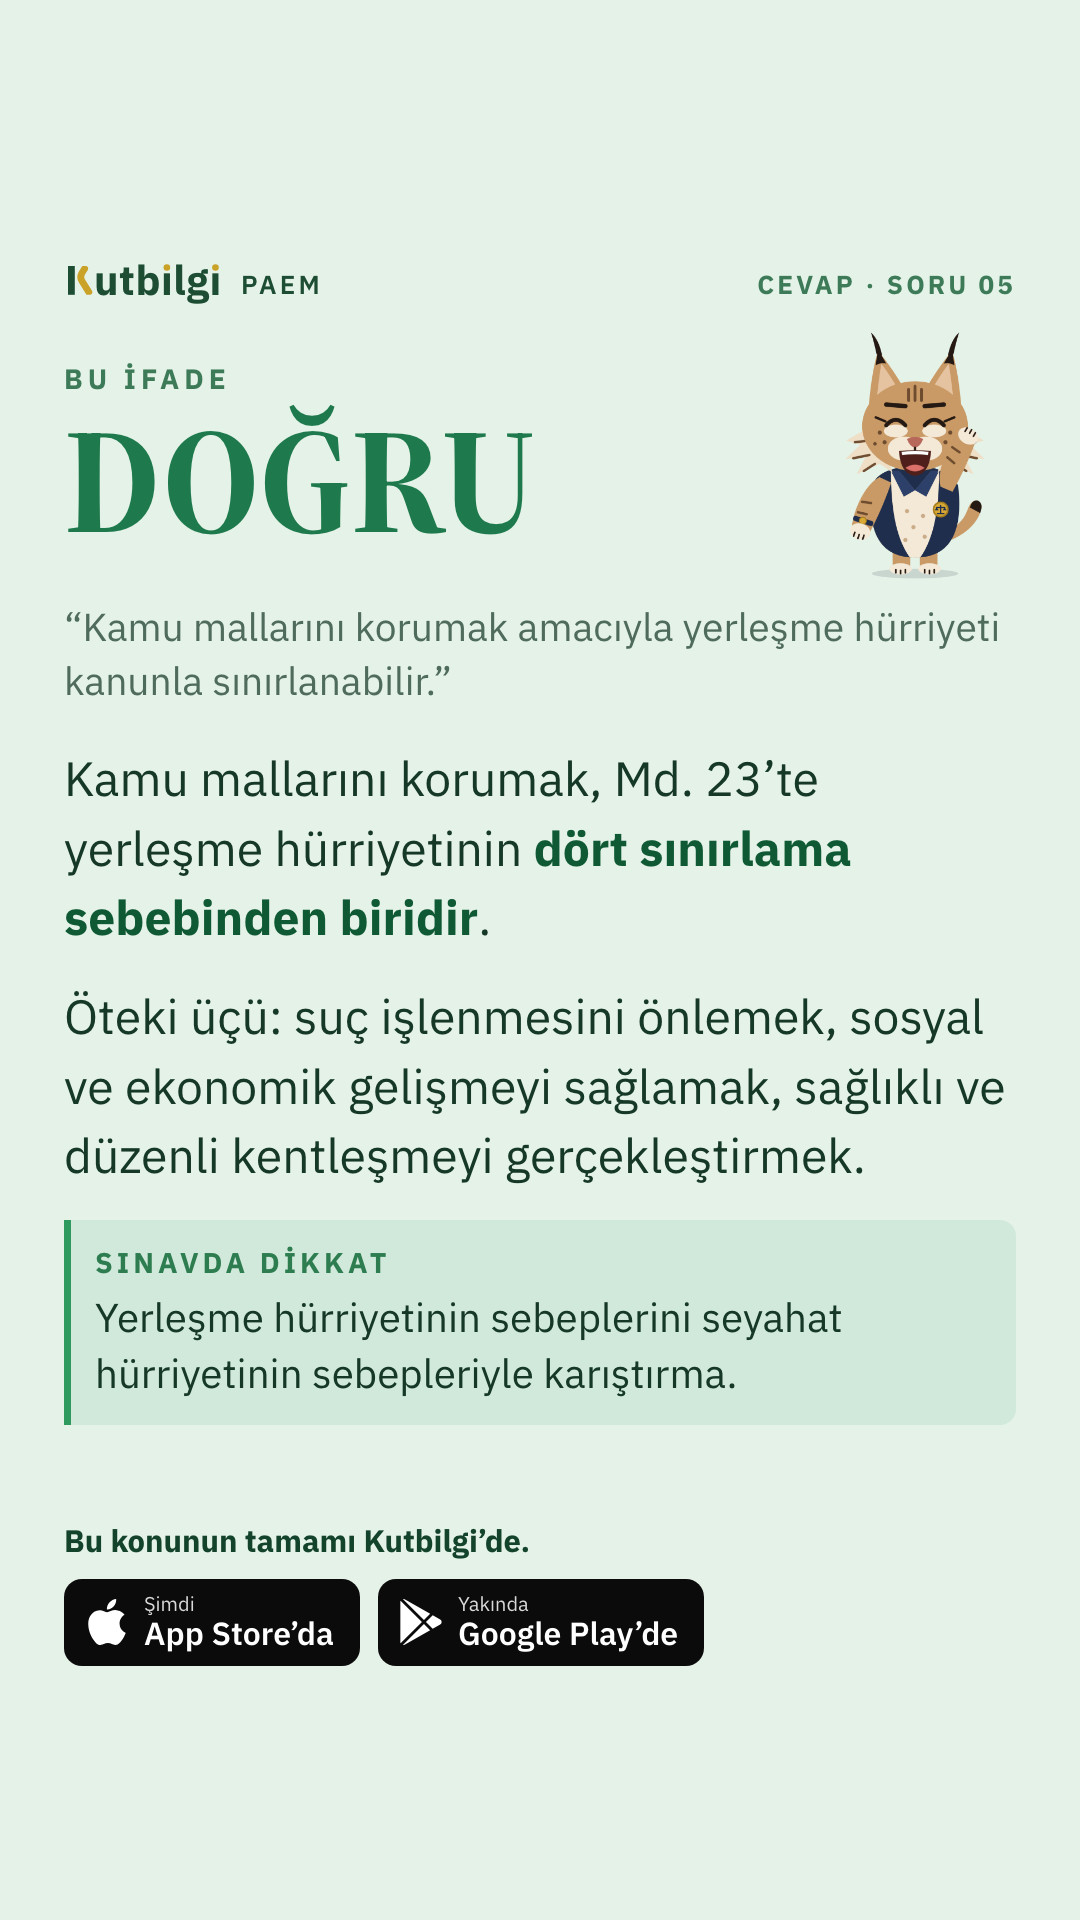 Kutbilgi PAEM
CEVAP · SORU 05
BU İFADE
DOĞRU
“Kamu mallarını korumak amacıyla yerleşme hürriyeti
kanunla sınırlanabilir.”
Kamu mallarını korumak, Md. 23’te
yerleşme hürriyetinin dört sınırlama
sebebinden biridir.
Öteki üçü: suç işlenmesini önlemek, sosyal
ve ekonomik gelişmeyi sağlamak, sağlıklı ve
düzenli kentleşmeyi gerçekleştirmek.
SINAVDA DİKKAT
Yerleşme hürriyetinin sebeplerini seyahat
hürriyetinin sebepleriyle karıştırma.
Bu konunun tamamı Kutbilgi’de.
Şimdi
App Store’da
Yakında
Google Play’de